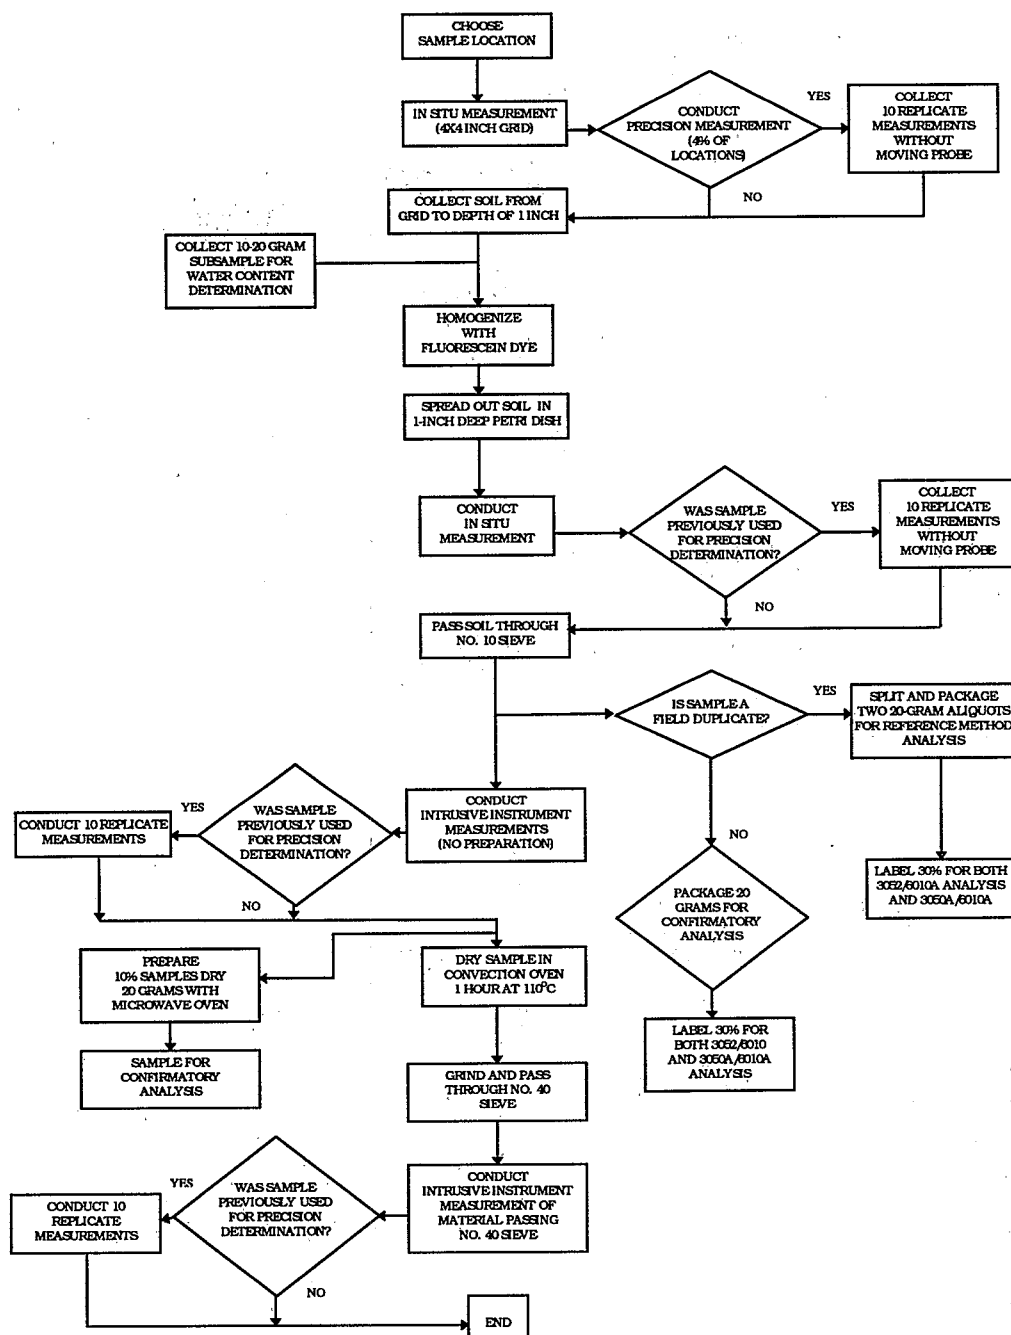 CHOOSE
SAMPLE LOCATION
IN SITU MEASUREMENT
(4X4 INCH GRID)
CONDUCT
PRECISION MEASUREMENT
(4% OF
LOCATIONS)
YES
COLLECT
10 REPLICATE
MEASUREMENTS
WITHOUT
MOVING PROBE
NO
COLLECT SOIL FROM
GRID TO DEPTH OF 1 INCH
COLLECT 10-20 GRAM
SUBSAMPLE FOR
WATER CONTENT
DETERMINATION
HOMOGENIZE
WITH
FLUORESCEIN DYE
SPREAD OUT SOIL IN
1-INCH DEEP PETRI DISH
CONDUCT
IN SITU
MEASUREMENT
WAS SAMPLE
PREVIOUSLY USED
FOR PRECISION
DETERMINATION?
YES
COLLECT
10 REPLICATE
MEASUREMENTS
WITHOUT
MOVING PROBE
NO
PASS SOIL THROUGH
NO. 10 SIEVE
IS SAMPLE A
FIELD DUPLICATE?
YES
SPLIT AND PACKAGE
TWO 20-GRAM ALIQUOTS
FOR REFERENCE METHOD
ANALYSIS
NO
LABEL 30% FOR BOTH
3052/6010A ANALYSIS
AND 3050A/6010A
PACKAGE 20
GRAMS FOR
CONFIRMATORY
ANALYSIS
LABEL 30% FOR
BOTH 3052/6010
AND 3050A/6010A
ANALYSIS
CONDUCT
INTRUSIVE INSTRUMENT
MEASUREMENTS
(NO PREPARATION)
WAS SAMPLE
PREVIOUSLY USED
FOR PRECISION
DETERMINATION?
YES
CONDUCT 10 REPLICATE
MEASUREMENTS
NO
PREPARE
10% SAMPLES DRY
20 GRAMS WITH
MICROWAVE OVEN
SAMPLE FOR
CONFIRMATORY
ANALYSIS
DRY SAMPLE IN
CONVECTION OVEN
1 HOUR AT 110°C
GRIND AND PASS
THROUGH NO. 40
SIEVE
CONDUCT
INTRUSIVE INSTRUMENT
MEASUREMENT OF
MATERIAL PASSING
NO. 40 SIEVE
WAS SAMPLE
PREVIOUSLY USED
FOR PRECISION
DETERMINATION?
YES
CONDUCT 10
REPLICATE
MEASUREMENTS
NO
END